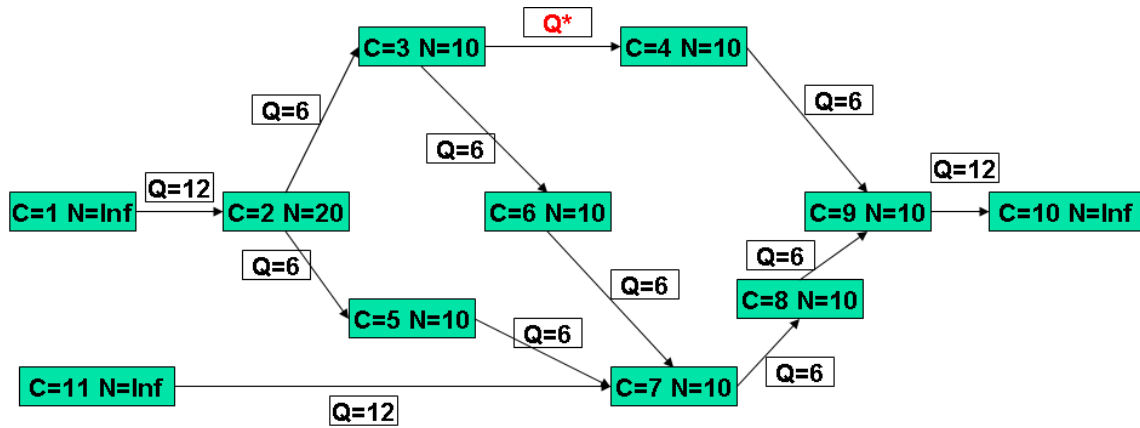 Q*
C=3 N=10
C=4 N=10
Q=6
Q=6
Q=6
Q=12
Q=12
C=1 N=Inf
C=2 N=20
C=6 N=10
C=9 N=10
C=10 N=Inf
Q=6
Q=6
Q=6
C=8 N=10
C=5 N=10
Q=6
C=11 N=Inf
C=7 N=10
Q=6
Q=12